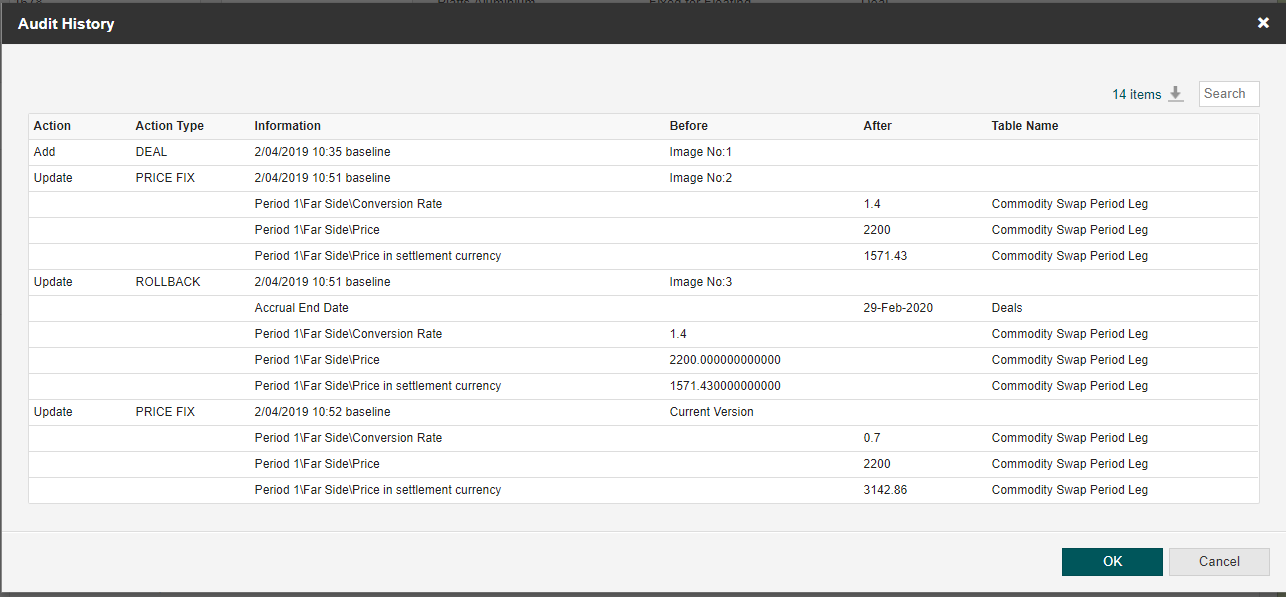 Audit History
14 items
Search
Action Action Type Information Before After Table Name
Add DEAL 2/04/2019 10:35 baseline Image No:1
Update PRICE FIX 2/04/2019 10:51 baseline Image No:2
Period 1\Far Side\Conversion Rate 1.4 Commodity Swap Period Leg
Period 1\Far Side\Price 2200 Commodity Swap Period Leg
Period 1\Far Side\Price in settlement currency 1571.43 Commodity Swap Period Leg
Update ROLLBACK 2/04/2019 10:51 baseline Image No:3
Accrual End Date 29-Feb-2020 Deals
Period 1\Far Side\Conversion Rate 1.4 Commodity Swap Period Leg
Period 1\Far Side\Price 2200.000000000000 Commodity Swap Period Leg
Period 1\Far Side\Price in settlement currency 1571.430000000000 Commodity Swap Period Leg
Update PRICE FIX 2/04/2019 10:52 baseline Current Version
Period 1\Far Side\Conversion Rate 0.7 Commodity Swap Period Leg
Period 1\Far Side\Price 2200 Commodity Swap Period Leg
Period 1\Far Side\Price in settlement currency 3142.86 Commodity Swap Period Leg
OK Cancel